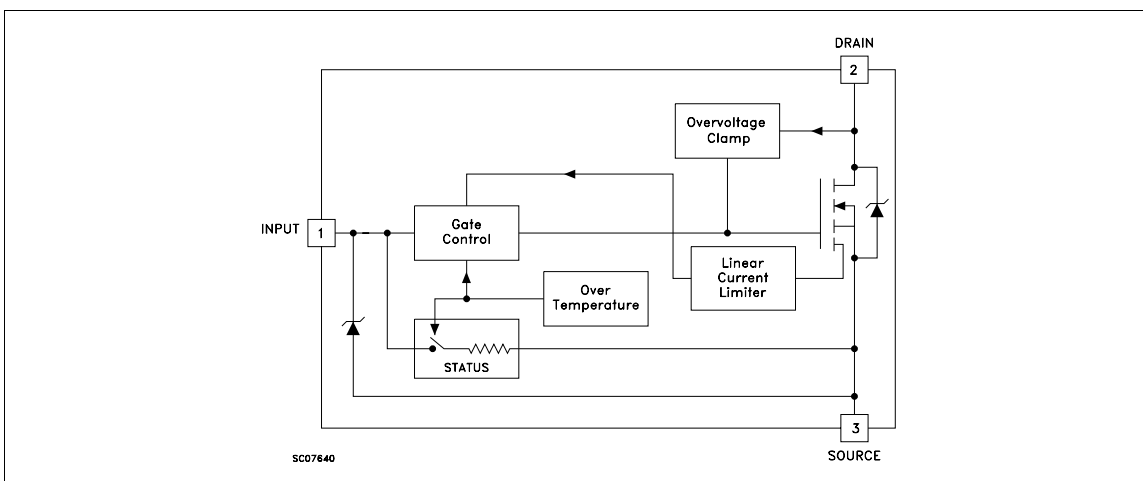 DRAIN
2
Overvoltage
Clamp
INPUT
1
Gate
Control
Linear
Current
Limiter
Over
Temperature
STATUS
3
SC07640
SOURCE